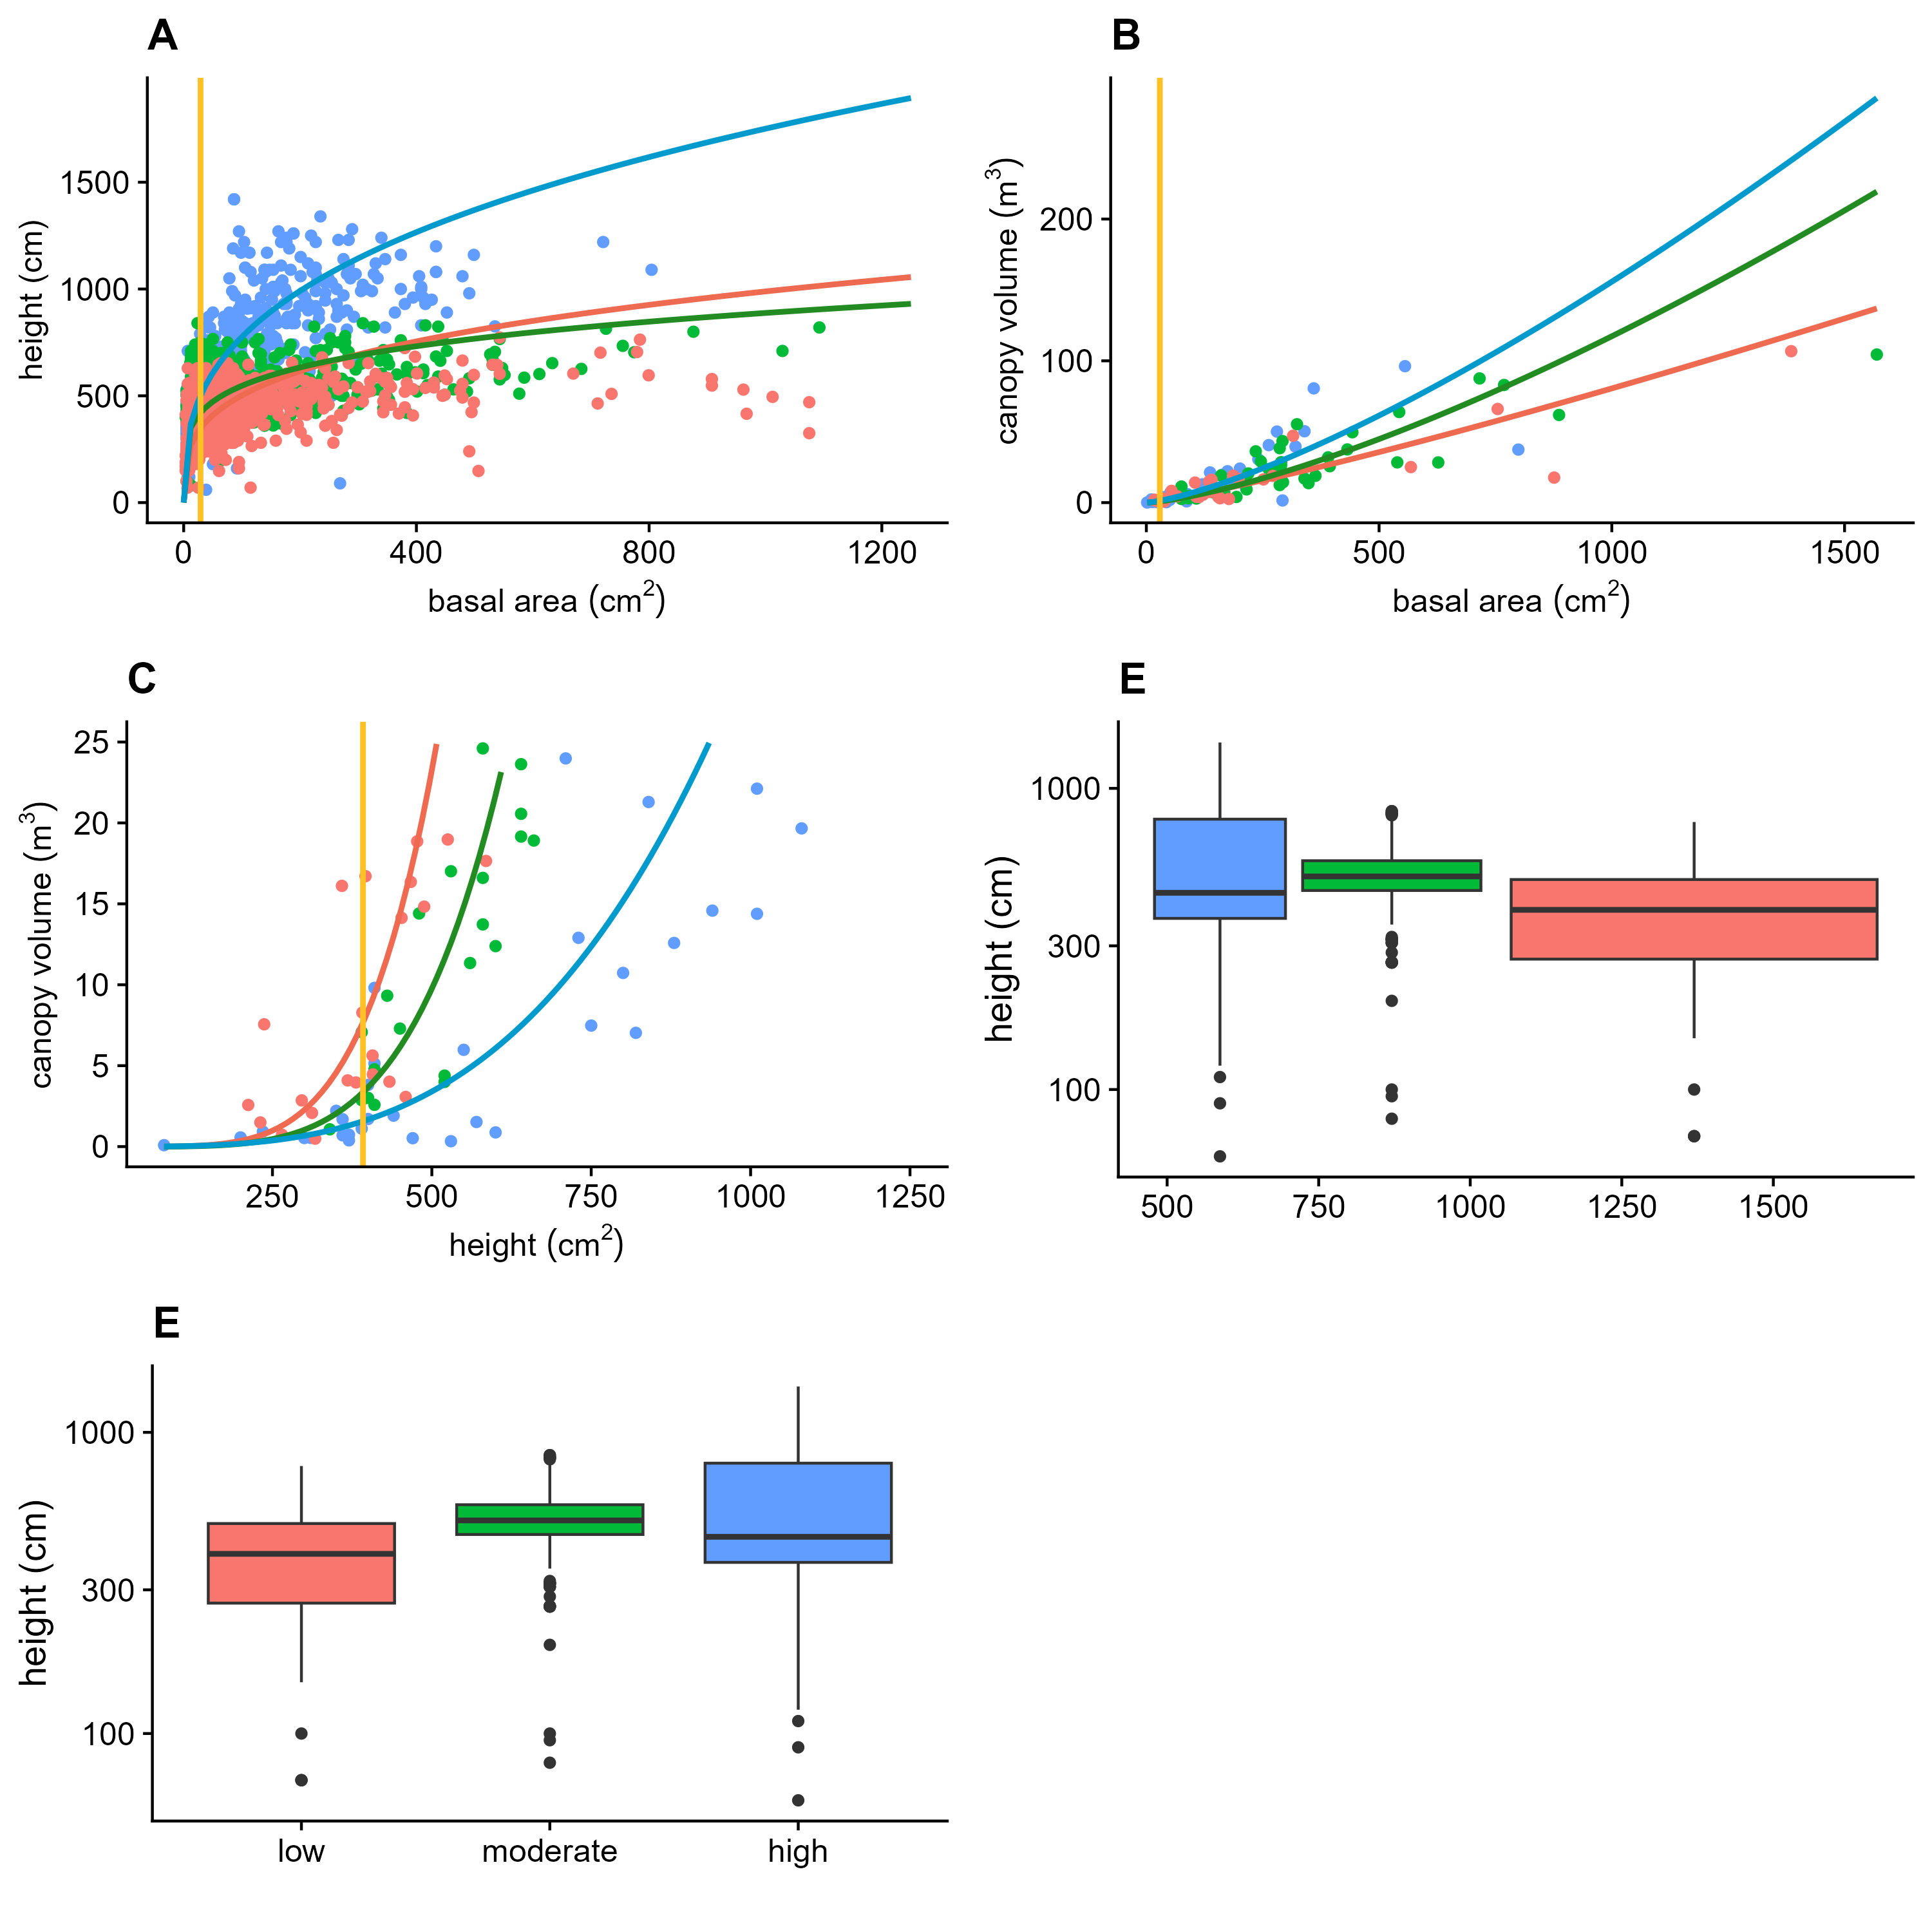 A
height (cm)
1500
1000
500
0
0 400 800 1200
basal area (cm²)
B
canopy volume (m³)
200
100
0
0 500 1000 1500
basal area (cm²)
C
canopy volume (m³)
25
20
15
10
5
0
250 500 750 1000 1250
height (cm²)
E
height (cm)
1000
300
100
500 750 1000 1250 1500
E
height (cm)
1000
300
100
low moderate high